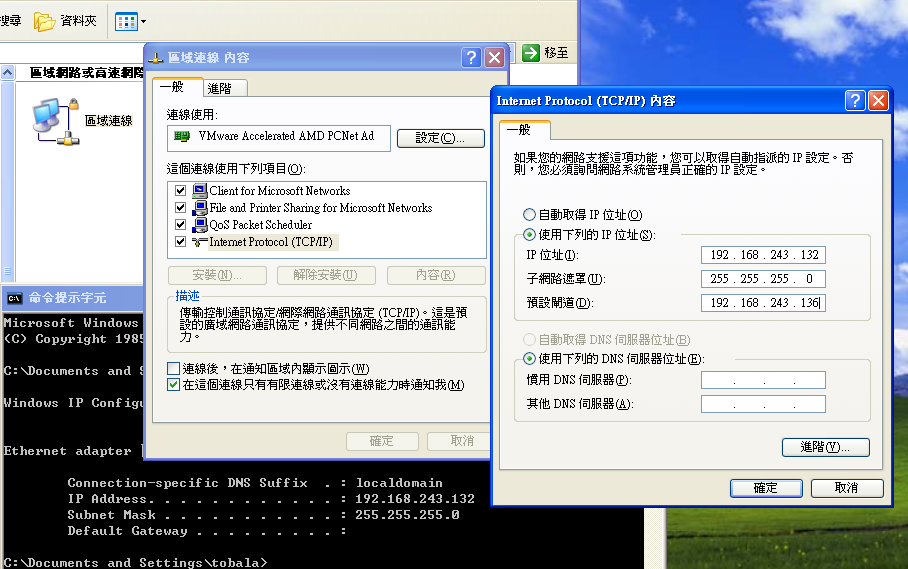 搜尋 資料夾
移至
區域網路或高速網際
區域連線
區域連線 內容
一般
進階
連線使用:
VMware Accelerated AMD PCNet Ad
設定(C)...
這個連線使用下列項目(O):
Client for Microsoft Networks
File and Printer Sharing for Microsoft Networks
QoS Packet Scheduler
Internet Protocol (TCP/IP)
安裝(N)...
解除安裝(U)
內容(R)
描述
傳輸控制通訊協定/網際網路通訊協定 (TCP/IP)。這是預
設的廣域網路通訊協定，提供不同網路之間的通訊能
力。
連線後，在通知區域內顯示圖示(W)
在這個連線只有有限連線或沒有連線能力時通知我(M)
確定
取消
Internet Protocol (TCP/IP) 內容
一般
如果您的網路支援這項功能，您可以取得自動指派的 IP 設定。否
則，您必須詢問網路系統管理員正確的 IP 設定。
自動取得 IP 位址(O)
使用下列的 IP 位址(S):
IP 位址(I): 192 . 168 . 243 . 132
子網路遮罩(U): 255 . 255 . 255 . 0
預設閘道(D): 192 . 168 . 243 . 136
自動取得 DNS 伺服器位址(B)
使用下列的 DNS 伺服器位址(E):
慣用 DNS 伺服器(P): . . .
其他 DNS 伺服器(A): . . .
進階(V)...
確定
取消
命令提示字元
Microsoft Windows
(C) Copyright 1985
C:\Documents and S
Windows IP Configu
Ethernet adapter
Connection-specific DNS Suffix . : localdomain
IP Address. . . . . . . . . . . . : 192.168.243.132
Subnet Mask . . . . . . . . . . . : 255.255.255.0
Default Gateway . . . . . . . . . :
C:\Documents and Settings\tobala>